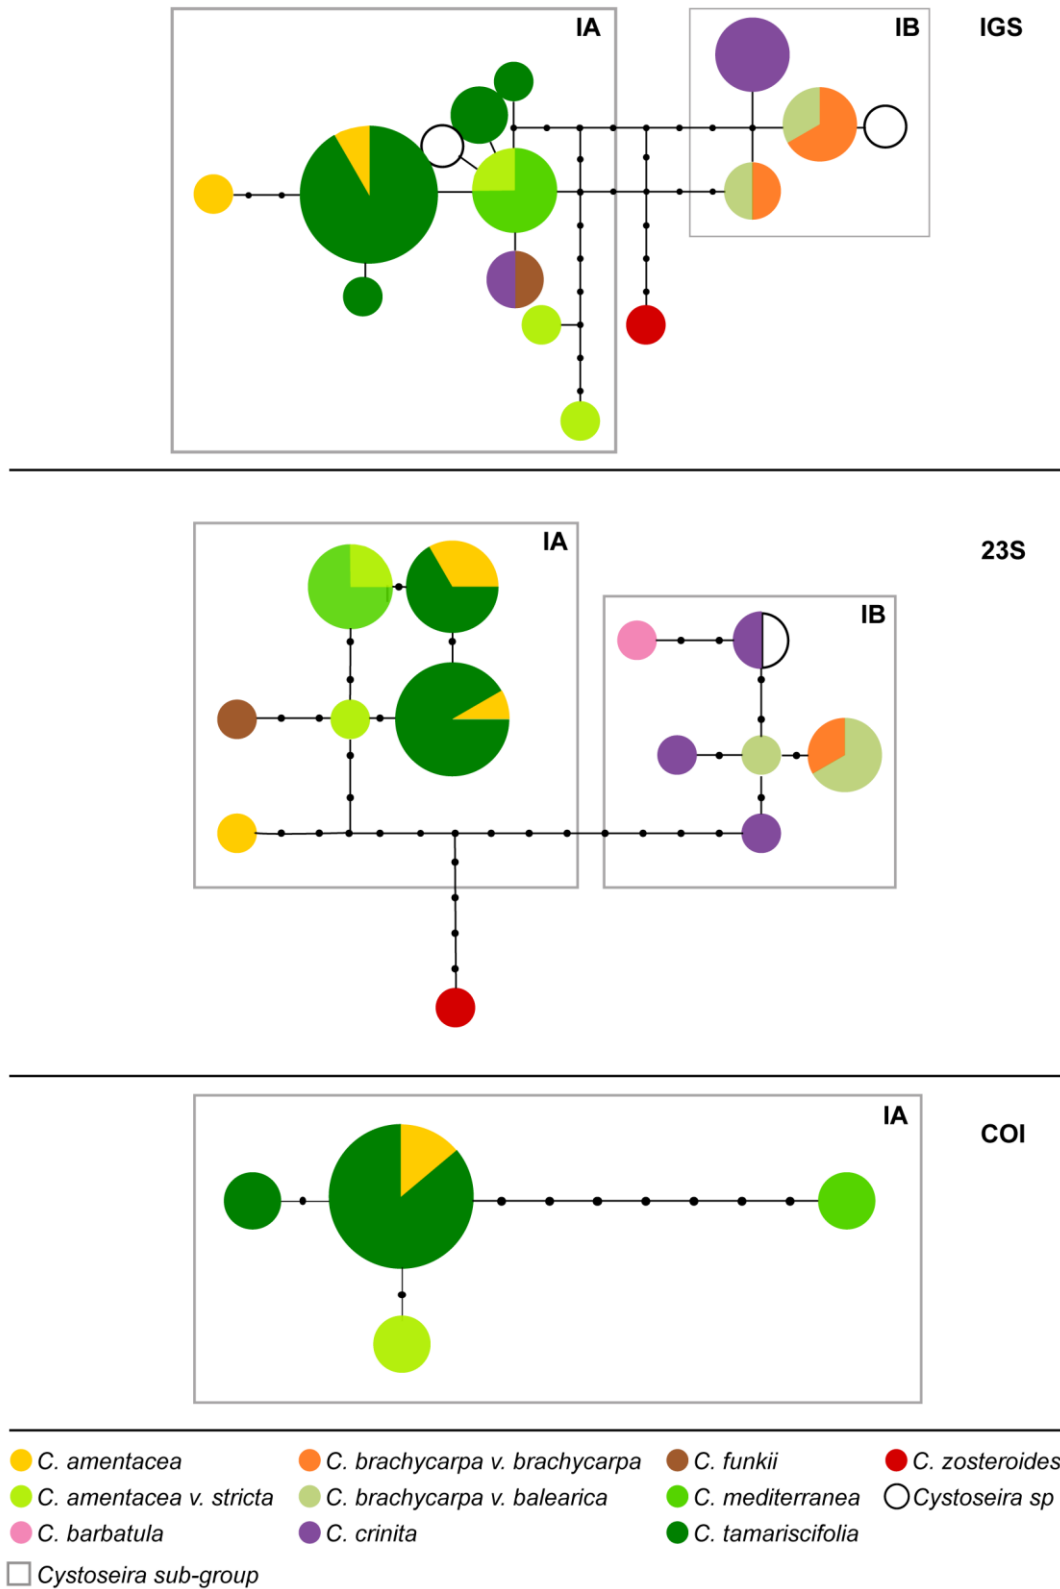 IA
IB
IGS
IA
23S
IB
IA
COI
C. amentacea
C. brachycarpa v. brachycarpa
C. funkii
C. zosteroides
C. amentacea v. stricta
C. brachycarpa v. balearica
C. mediterranea
Cystoseira sp
C. barbatula
C. crinita
C. tamariscifolia
Cystoseira sub-group